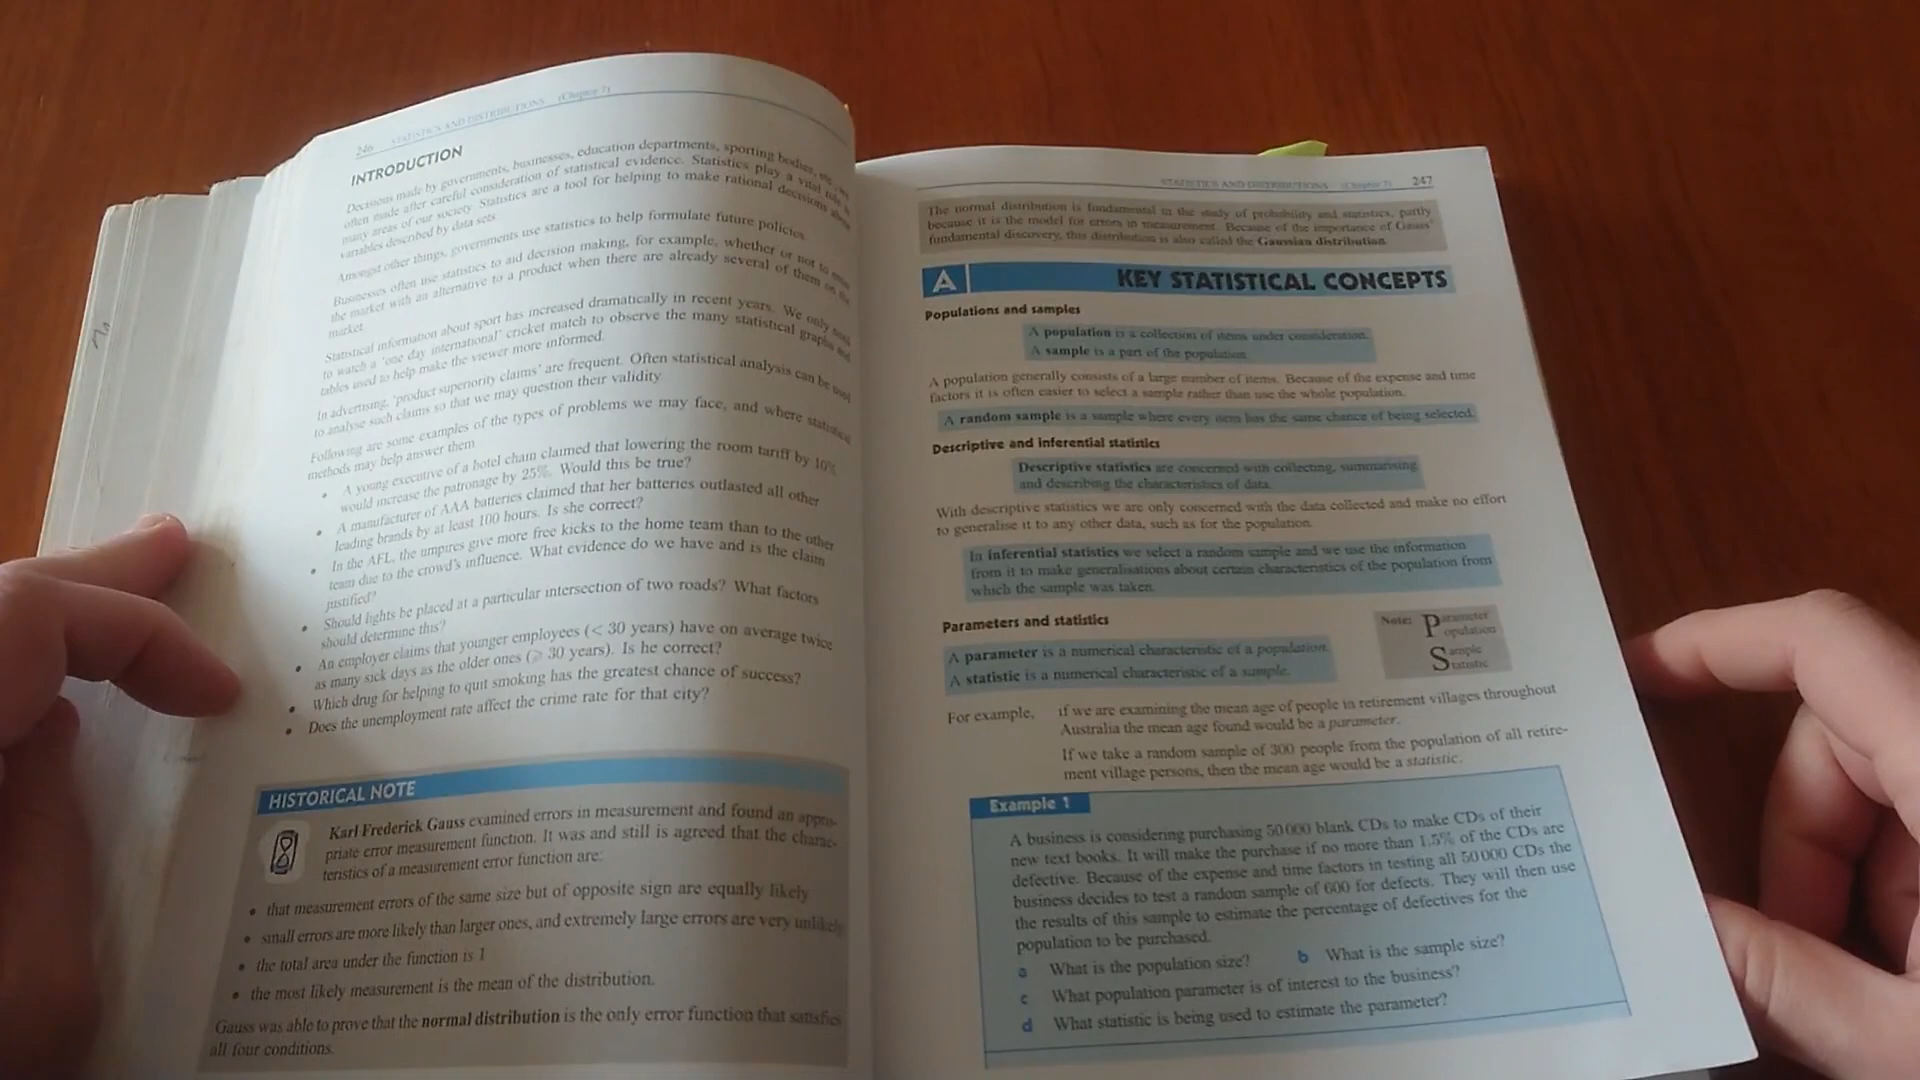 246 STATISTICS AND DISTRIBUTIONS (Chapter 7)
INTRODUCTION
Decisions made by governments, businesses, education departments, sporting bodies, etc.,
often made after careful consideration of statistical evidence. Statistics play a vital role
many areas of our society. Statistics are a tool for helping to make rational decisions about
variables described by data sets.
Amongst other things, governments use statistics to help formulate future policies.
Businesses often use statistics to aid decision making, for example, whether or not to
the market with an alternative to a product when there are already several of them on the
market.
Statistical information about sport has increased dramatically in recent years. We only
to watch a 'one day international' cricket match to observe the many statistical graphs and
tables used to help make the viewer more informed.
In advertising, 'product superiority claims' are frequent. Often statistical analysis can be used
to analyse such claims so that we may question their validity.
Following are some examples of the types of problems we may face, and where statistical
methods may help answer them
• A young executive of a hotel chain claimed that lowering the room tariff by 10%
would increase the patronage by 25%. Would this be true?
• A manufacturer of AAA batteries claimed that her batteries outlasted all other
leading brands by at least 100 hours. Is she correct?
• In the AFL, the umpires give more free kicks to the home team than to the other
team due to the crowd's influence. What evidence do we have and is the claim
justified?
• Should lights be placed at a particular intersection of two roads? What factors
should determine this?
• An employer claims that younger employees (< 30 years) have on average twice
as many sick days as the older ones (⩾ 30 years). Is he correct?
• Which drug for helping to quit smoking has the greatest chance of success?
• Does the unemployment rate affect the crime rate for that city?
HISTORICAL NOTE
Karl Frederick Gauss examined errors in measurement and found an appro-
priate error measurement function. It was and still is agreed that the charac-
teristics of a measurement error function are:
• that measurement errors of the same size but of opposite sign are equally likely
• small errors are more likely than larger ones, and extremely large errors are very unlikely
• the total area under the function is 1
• the most likely measurement is the mean of the distribution.
Gauss was able to prove that the normal distribution is the only error function that satisfies
all four conditions.
STATISTICS AND DISTRIBUTIONS (Chapter 7) 247
The normal distribution is fundamental in the study of probability and statistics, partly
because it is the model for errors in measurement. Because of the importance of Gauss'
fundamental discovery, this distribution is also called the Gaussian distribution.
A KEY STATISTICAL CONCEPTS
Populations and samples
A population is a collection of items under consideration.
A sample is a part of the population.
A population generally consists of a large number of items. Because of the expense and time
factors it is often easier to select a sample rather than use the whole population.
A random sample is a sample where every item has the same chance of being selected.
Descriptive and inferential statistics
Descriptive statistics are concerned with collecting, summarising
and describing the characteristics of data.
With descriptive statistics we are only concerned with the data collected and make no effort
to generalise it to any other data, such as for the population.
In inferential statistics we select a random sample and we use the information
from it to make generalisations about certain characteristics of the population from
which the sample was taken.
Parameters and statistics
Note: Parameter
Population
Sample
Statistic
A parameter is a numerical characteristic of a population.
A statistic is a numerical characteristic of a sample.
For example, if we are examining the mean age of people in retirement villages throughout
Australia the mean age found would be a parameter.
If we take a random sample of 300 people from the population of all retire-
ment village persons, then the mean age would be a statistic.
Example 1
A business is considering purchasing 50 000 blank CDs to make CDs of their
new text books. It will make the purchase if no more than 1.5% of the CDs are
defective. Because of the expense and time factors in testing all 50 000 CDs the
business decides to test a random sample of 600 for defects. They will then use
the results of this sample to estimate the percentage of defectives for the
population to be purchased.
a What is the population size? b What is the sample size?
c What population parameter is of interest to the business?
d What statistic is being used to estimate the parameter?